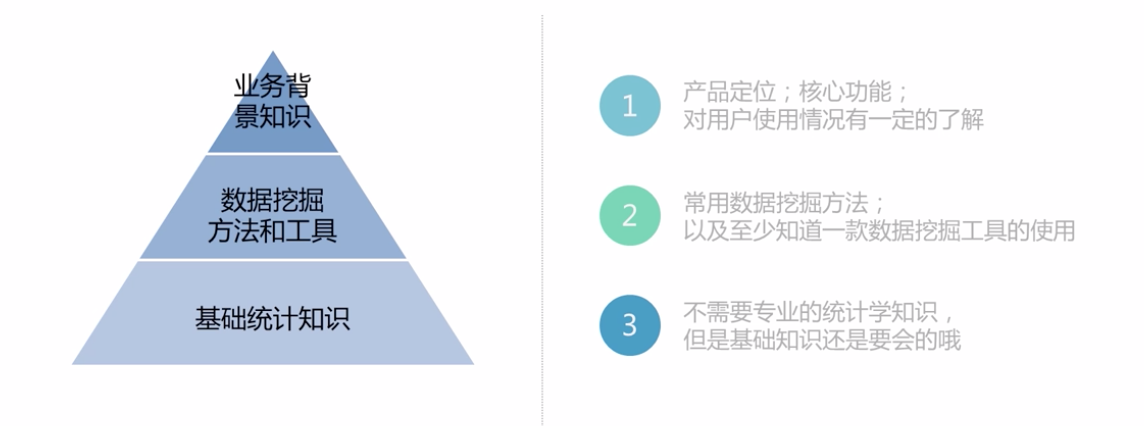 业务背
景知识
数据挖掘
方法和工具
基础统计知识
1
产品定位；核心功能；
对用户使用情况有一定的了解
2
常用数据挖掘方法；
以及至少知道一款数据挖掘工具的使用
3
不需要专业的统计学知识，
但是基础知识还是要会的哦